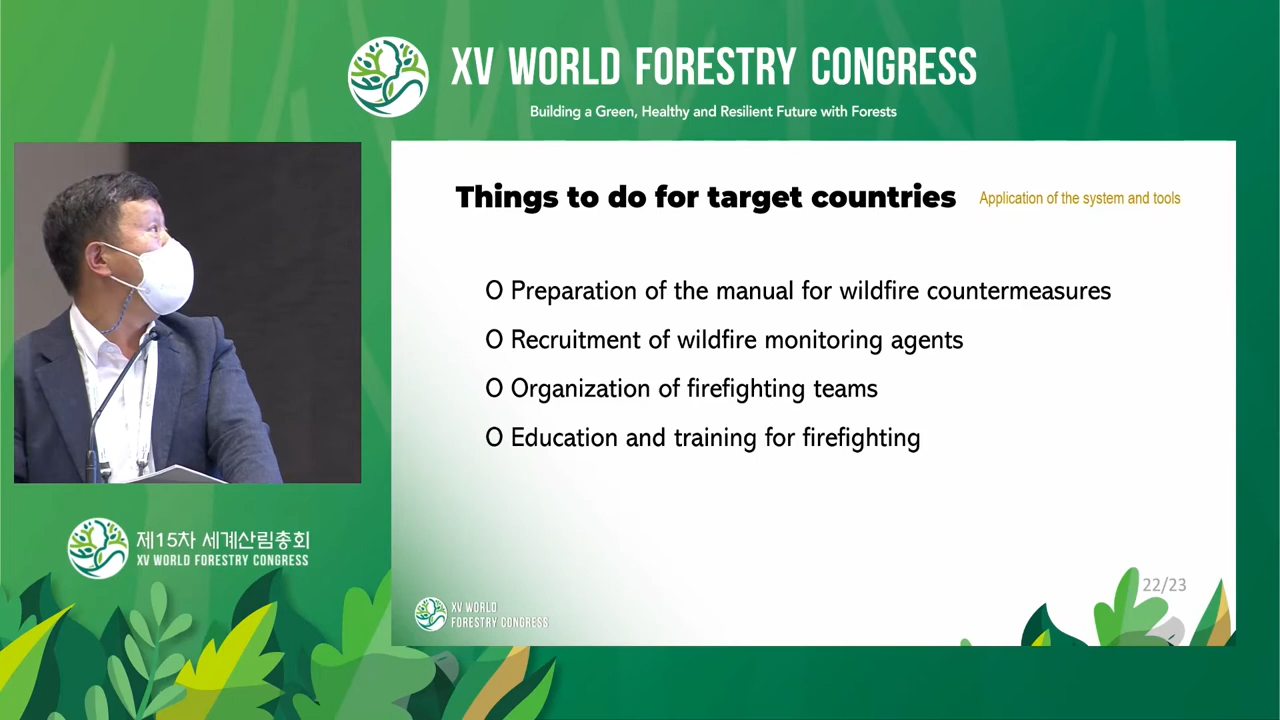 XV WORLD FORESTRY CONGRESS
Building a Green, Healthy and Resilient Future with Forests
Things to do for target countries
Application of the system and tools
O Preparation of the manual for wildfire countermeasures
O Recruitment of wildfire monitoring agents
O Organization of firefighting teams
O Education and training for firefighting
제15차 세계산림총회
XV WORLD FORESTRY CONGRESS
22/23
XV WORLD
FORESTRY CONGRESS